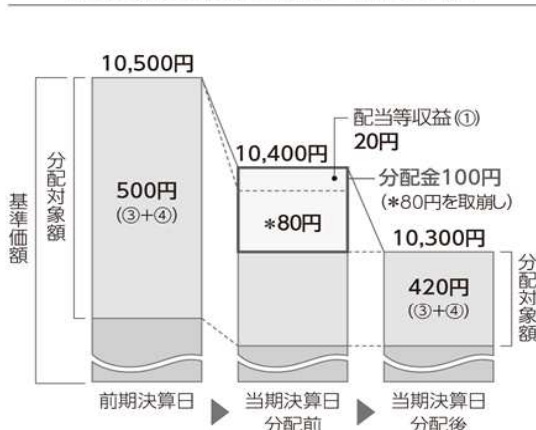 10,500円
10,400円
配当等収益(①)
20円
分配金100円
(*80円を取崩し)
10,300円
基準価額
分配対象額
500円
(③+④)
*80円
420円
(③+④)
分配対象額
前期決算日
当期決算日
分配前
当期決算日
分配後